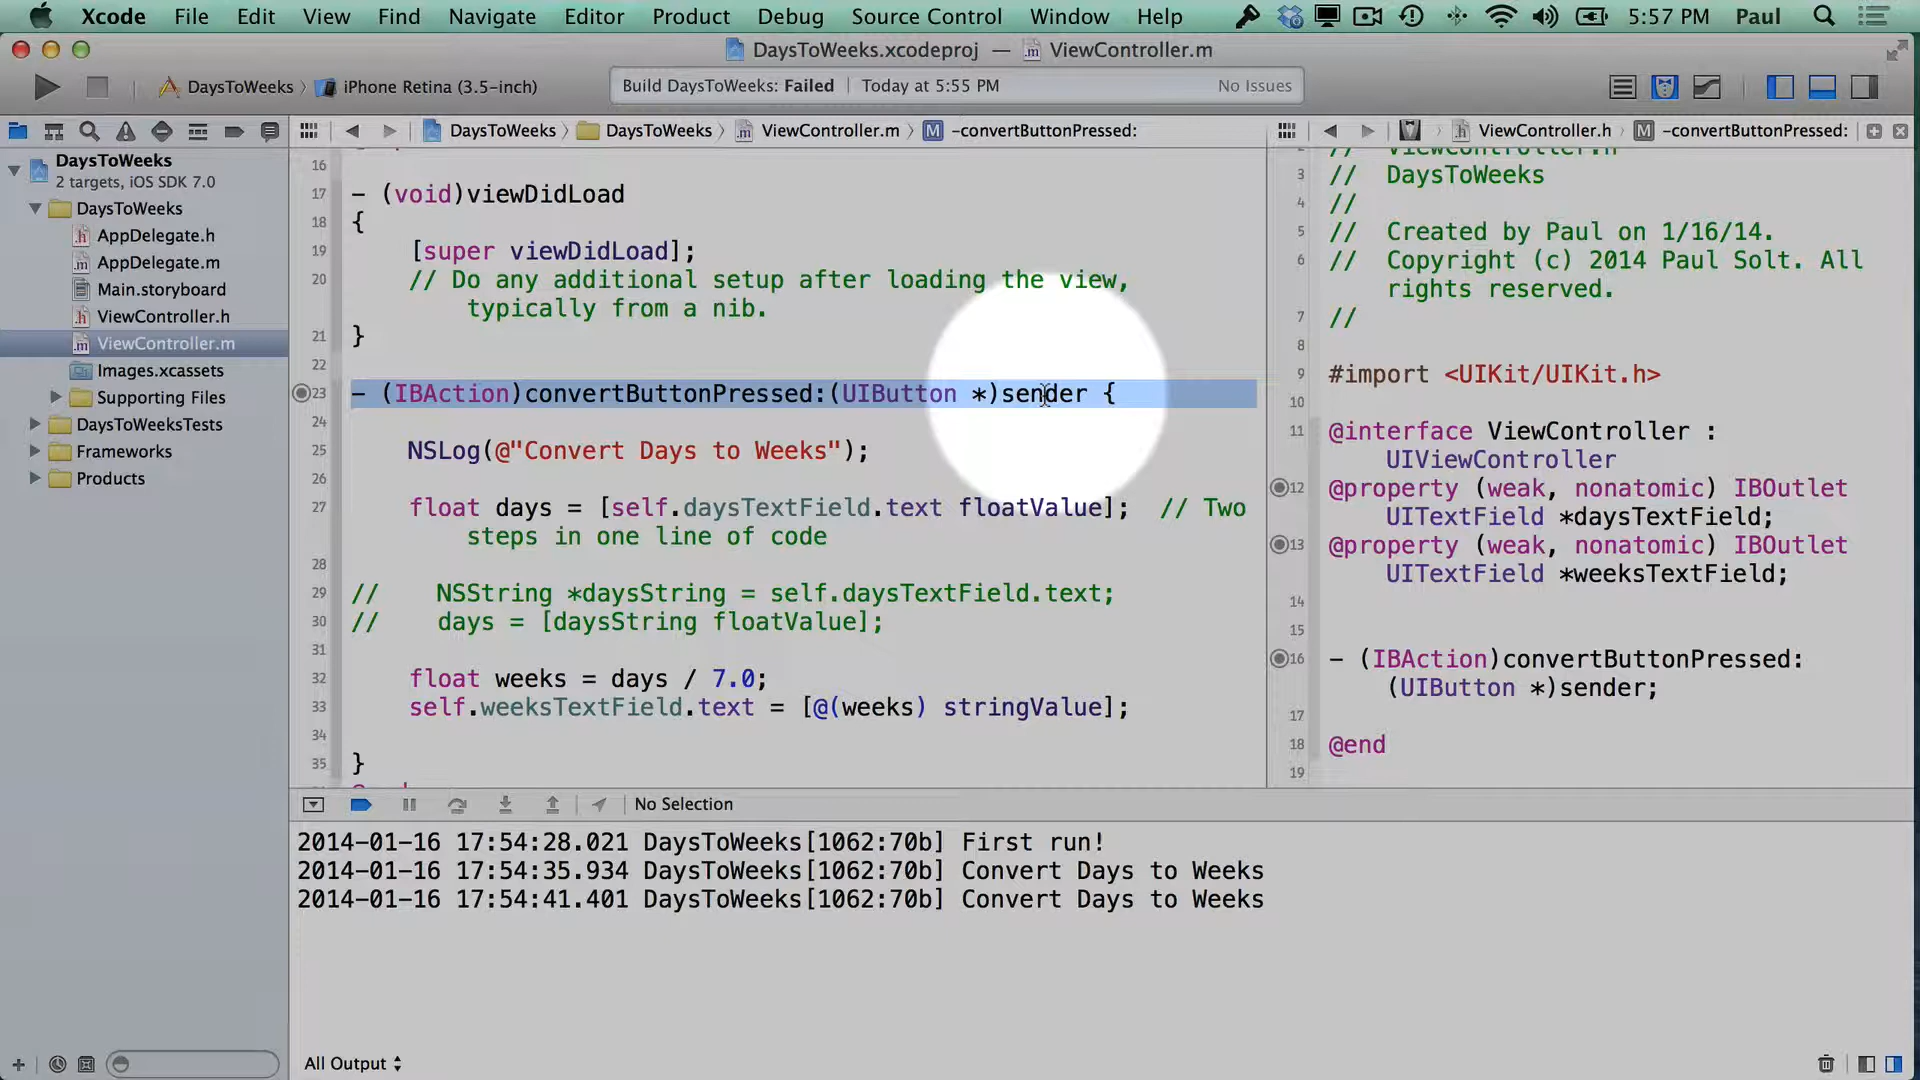 Xcode File Edit View Find Navigate Editor Product Debug Source Control Window Help 5:57 PM Paul
DaysToWeeks.xcodeproj — ViewController.m
DaysToWeeks iPhone Retina (3.5-inch) Build DaysToWeeks: Failed Today at 5:55 PM No Issues
DaysToWeeks DaysToWeeks ViewController.m M -convertButtonPressed:
ViewController.h M -convertButtonPressed:
DaysToWeeks
2 targets, iOS SDK 7.0
DaysToWeeks
AppDelegate.h
AppDelegate.m
Main.storyboard
ViewController.h
ViewController.m
Images.xcassets
Supporting Files
DaysToWeeksTests
Frameworks
Products
16
17 - (void)viewDidLoad
18 {
19 [super viewDidLoad];
20 // Do any additional setup after loading the view,
typically from a nib.
21 }
22
23 - (IBAction)convertButtonPressed:(UIButton *)sender {
24
25 NSLog(@"Convert Days to Weeks");
26
27 float days = [self.daysTextField.text floatValue]; // Two
steps in one line of code
28
29 // NSString *daysString = self.daysTextField.text;
30 // days = [daysString floatValue];
31
32 float weeks = days / 7.0;
33 self.weeksTextField.text = [@(weeks) stringValue];
34
35 }
// ViewController.h
3 // DaysToWeeks
4 //
5 // Created by Paul on 1/16/14.
6 // Copyright (c) 2014 Paul Solt. All
rights reserved.
7 //
8
9 #import <UIKit/UIKit.h>
10
11 @interface ViewController :
UIViewController
12 @property (weak, nonatomic) IBOutlet
UITextField *daysTextField;
13 @property (weak, nonatomic) IBOutlet
UITextField *weeksTextField;
14
15
16 - (IBAction)convertButtonPressed:
(UIButton *)sender;
17
18 @end
19
No Selection
2014-01-16 17:54:28.021 DaysToWeeks[1062:70b] First run!
2014-01-16 17:54:35.934 DaysToWeeks[1062:70b] Convert Days to Weeks
2014-01-16 17:54:41.401 DaysToWeeks[1062:70b] Convert Days to Weeks
All Output